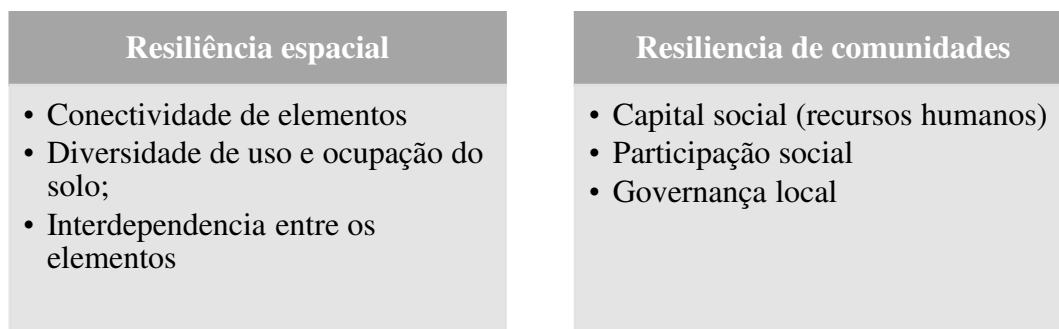 Resiliência espacial
• Conectividade de elementos
• Diversidade de uso e ocupação do
solo;
• Interdependencia entre os
elementos
Resiliencia de comunidades
• Capital social (recursos humanos)
• Participação social
• Governança local